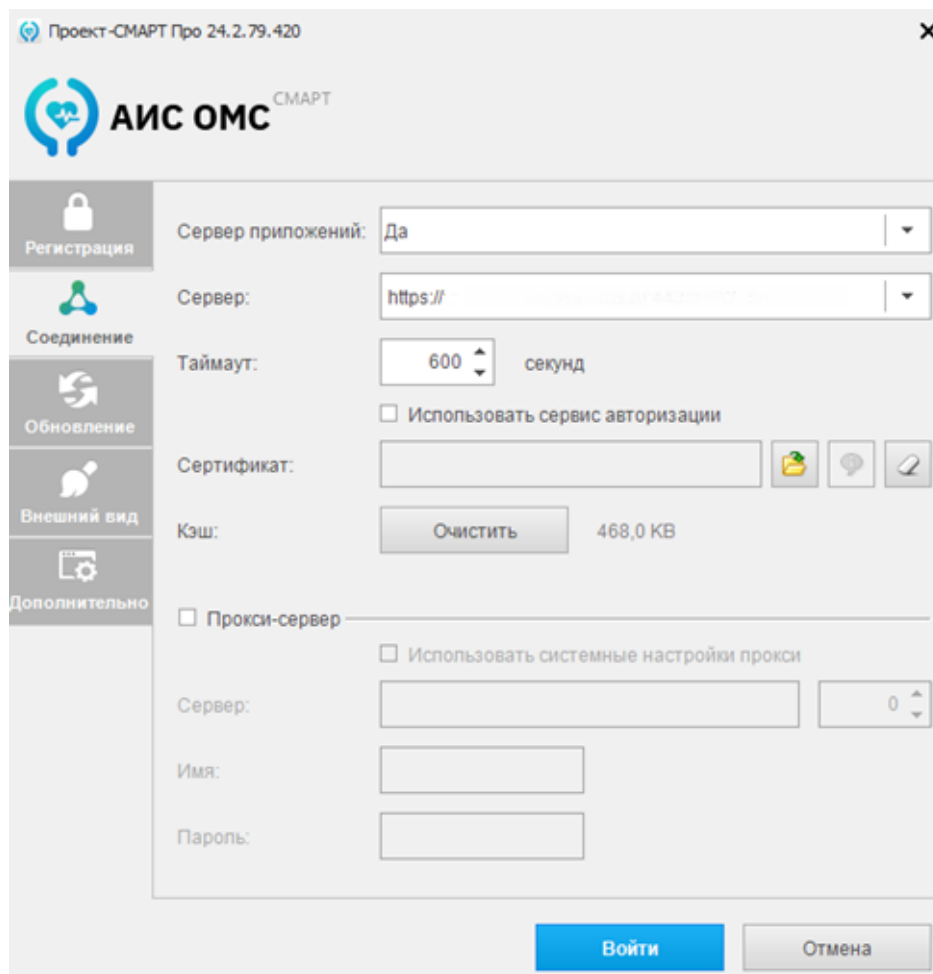 Проект-СМАРТ Про 24.2.79.420
АИС ОМС СМАРТ
Регистрация
Соединение
Обновление
Внешний вид
Дополнительно
Сервер приложений: Да
Сервер: https://
Таймаут: 600 секунд
Использовать сервис авторизации
Сертификат:
Кэш: Очистить 468,0 KB
Прокси-сервер
Использовать системные настройки прокси
Сервер: 0
Имя:
Пароль:
Войти Отмена